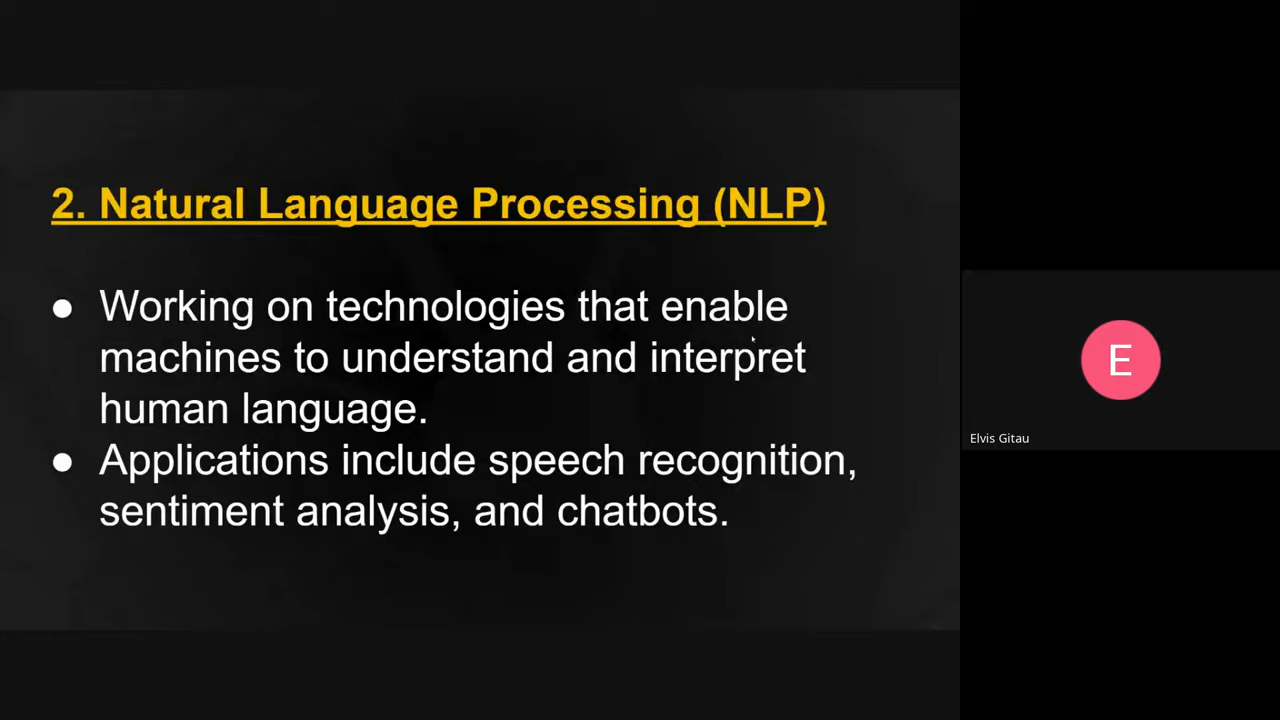 2. Natural Language Processing (NLP)
● Working on technologies that enable
machines to understand and interpret
human language.
● Applications include speech recognition,
sentiment analysis, and chatbots.
E
Elvis Gitau